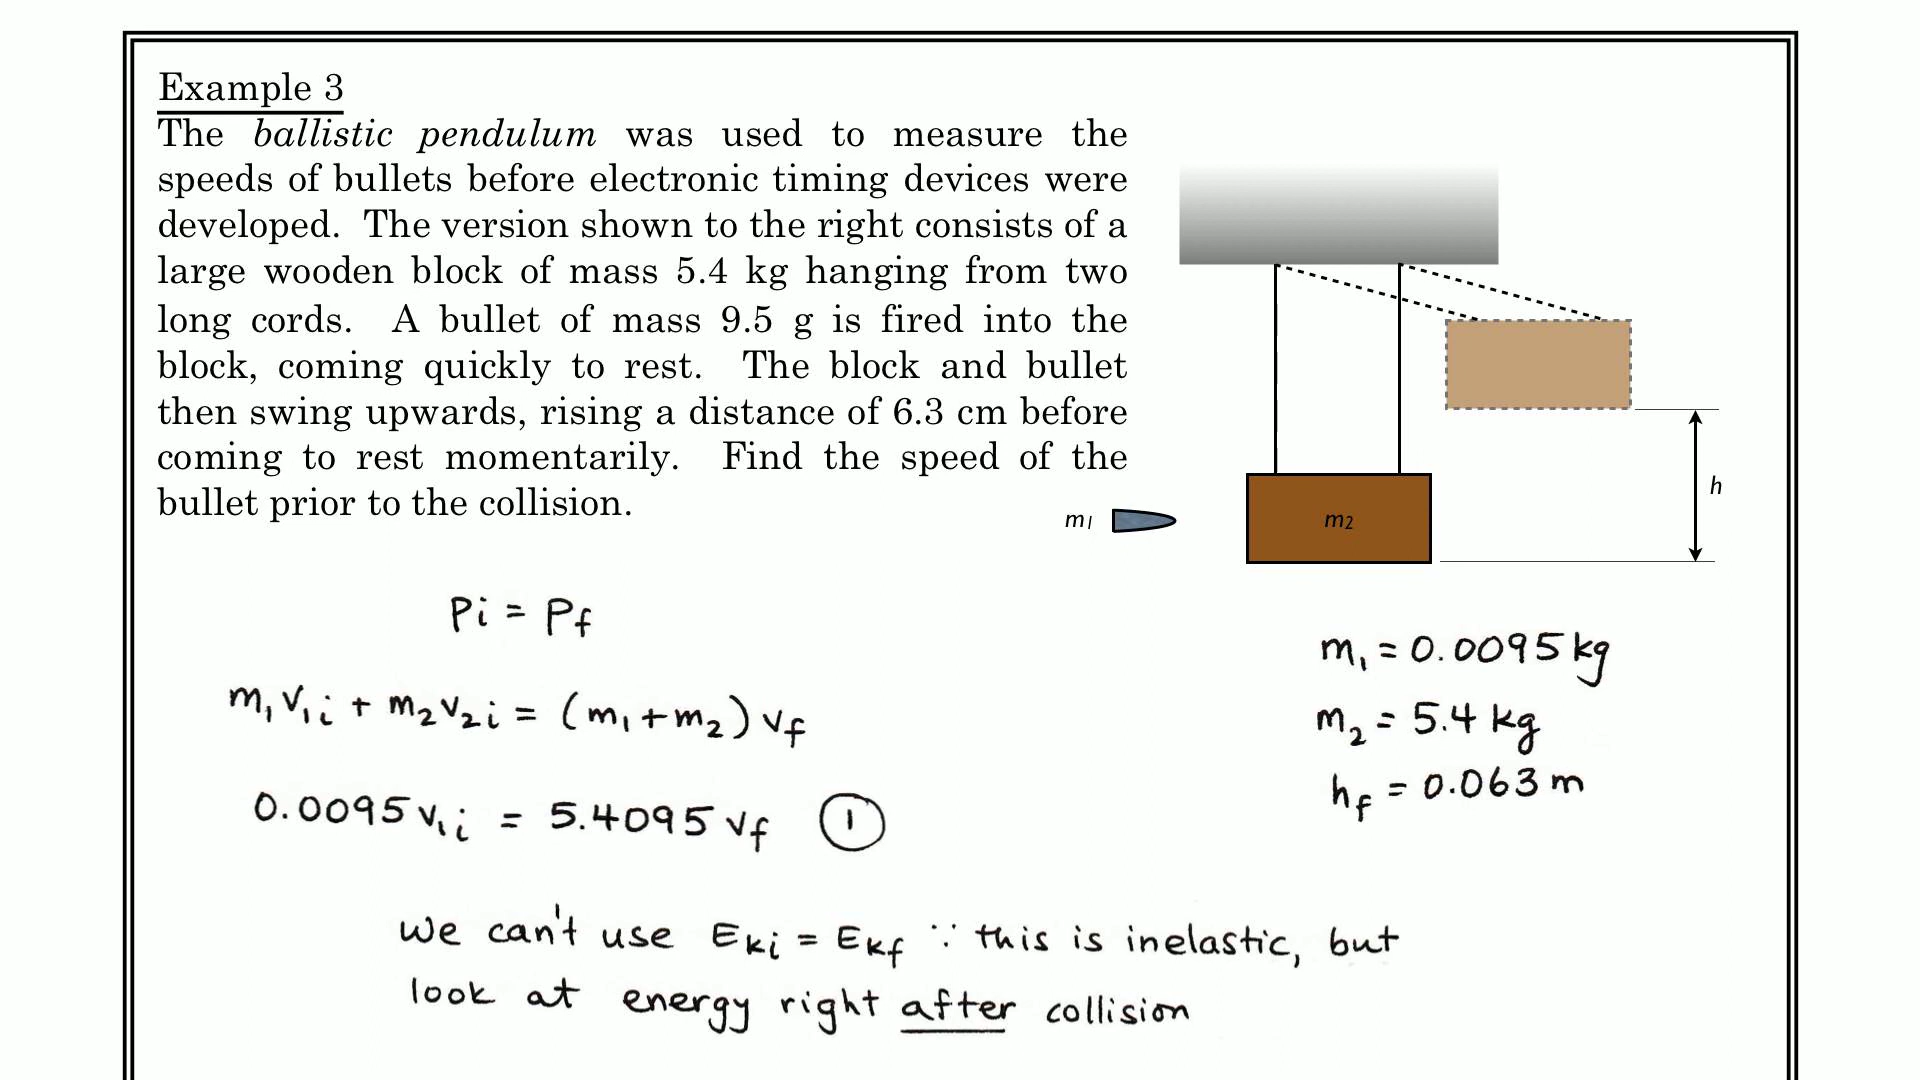 Example 3
The ballistic pendulum was used to measure the
speeds of bullets before electronic timing devices were
developed. The version shown to the right consists of a
large wooden block of mass 5.4 kg hanging from two
long cords. A bullet of mass 9.5 g is fired into the
block, coming quickly to rest. The block and bullet
then swing upwards, rising a distance of 6.3 cm before
coming to rest momentarily. Find the speed of the
bullet prior to the collision.
h
m1
m2
Pi = Pf
m₁v₁i + m₂v₂i = (m₁+m₂)vf
0.0095v₁i = 5.4095vf ①
m₁ = 0.0095 kg
m₂ = 5.4 kg
hf = 0.063 m
We can't use Eki = Ekf ∵ this is inelastic, but
look at energy right after collision